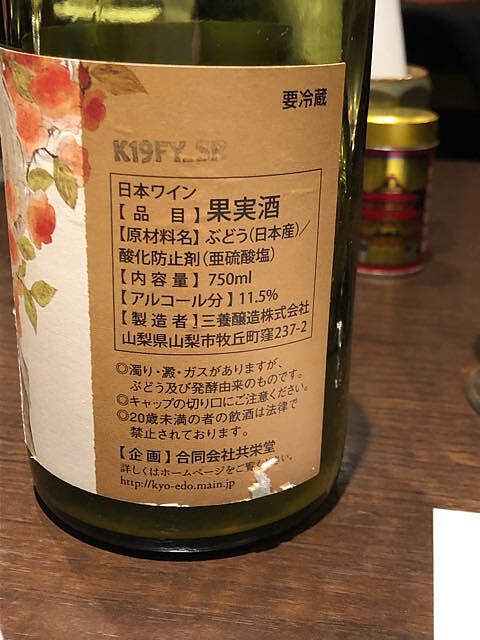 要冷蔵
K19FY_SB
日本ワイン
【品　目】果実酒
【原材料名】ぶどう(日本産)／
酸化防止剤(亜硫酸塩)
【内容量】750ml
【アルコール分】11.5%
【製造者】三養醸造株式会社
山梨県山梨市牧丘町窪237-2
◎濁り・澱・ガスがありますが、
ぶどう及び発酵由来のものです。
◎キャップの切り口にご注意ください。
◎20歳未満の者の飲酒は法律で
禁止されております。
【企画】合同会社共栄堂
詳しくはホームページをご覧ください。
http://kyo-edo.main.jp